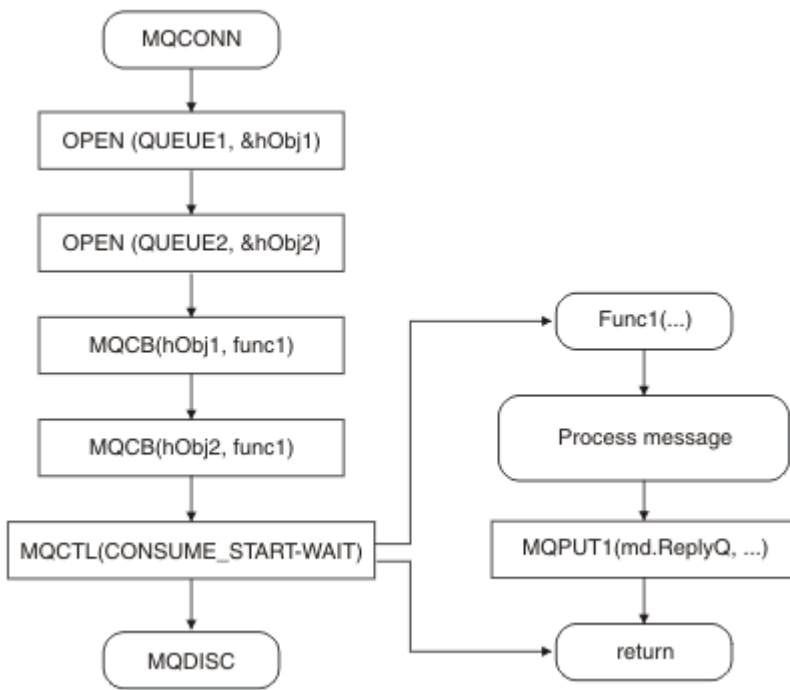 MQCONN
OPEN (QUEUE1, &hObj1)
OPEN (QUEUE2, &hObj2)
MQCB(hObj1, func1)
MQCB(hObj2, func1)
MQCTL(CONSUME_START-WAIT)
MQDISC
Func1(...)
Process message
MQPUT1(md.ReplyQ, ...)
return